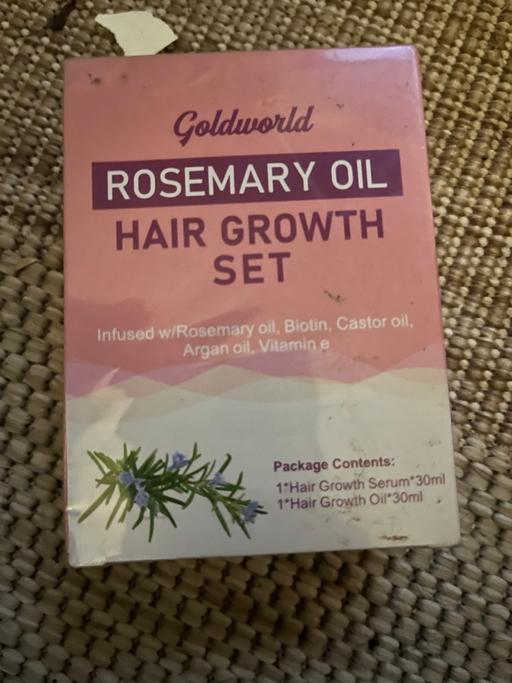 Goldworld
ROSEMARY OIL
HAIR GROWTH
SET
Infused w/Rosemary oil, Biotin, Castor oil,
Argan oil, Vitamin e
Package Contents:
1*Hair Growth Serum*30ml
1*Hair Growth Oil*30ml